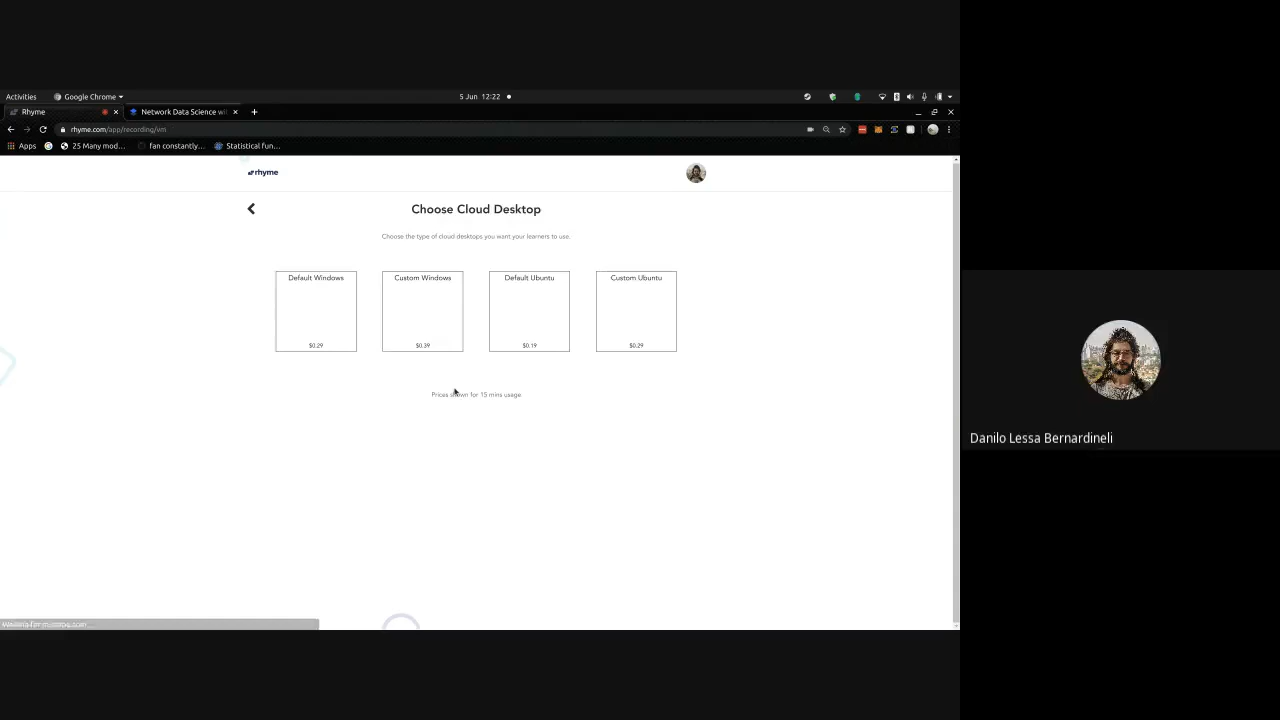 Activities
Google Chrome
5 Jun 12:22
Rhyme
Network Data Science wi
rhyme.com/app/recording/vm
Apps
25 Many mod...
fan constantly...
Statistical fun...
rhyme
Choose Cloud Desktop
Choose the type of cloud desktops you want your learners to use.
Default Windows
Custom Windows
Default Ubuntu
Custom Ubuntu
$0.29
$0.39
$0.19
$0.29
Prices shown for 15 mins usage
Danilo Lessa Bernardineli